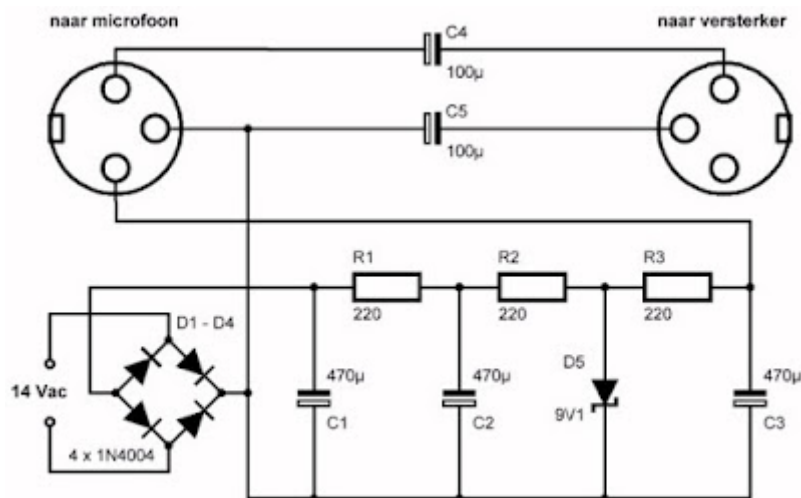 naar microfoon
naar versterker
C4
100µ
C5
100µ
R1
R2
R3
220
220
220
D1 - D4
14 Vac
4 x 1N4004
470µ
C1
470µ
C2
D5
9V1
470µ
C3